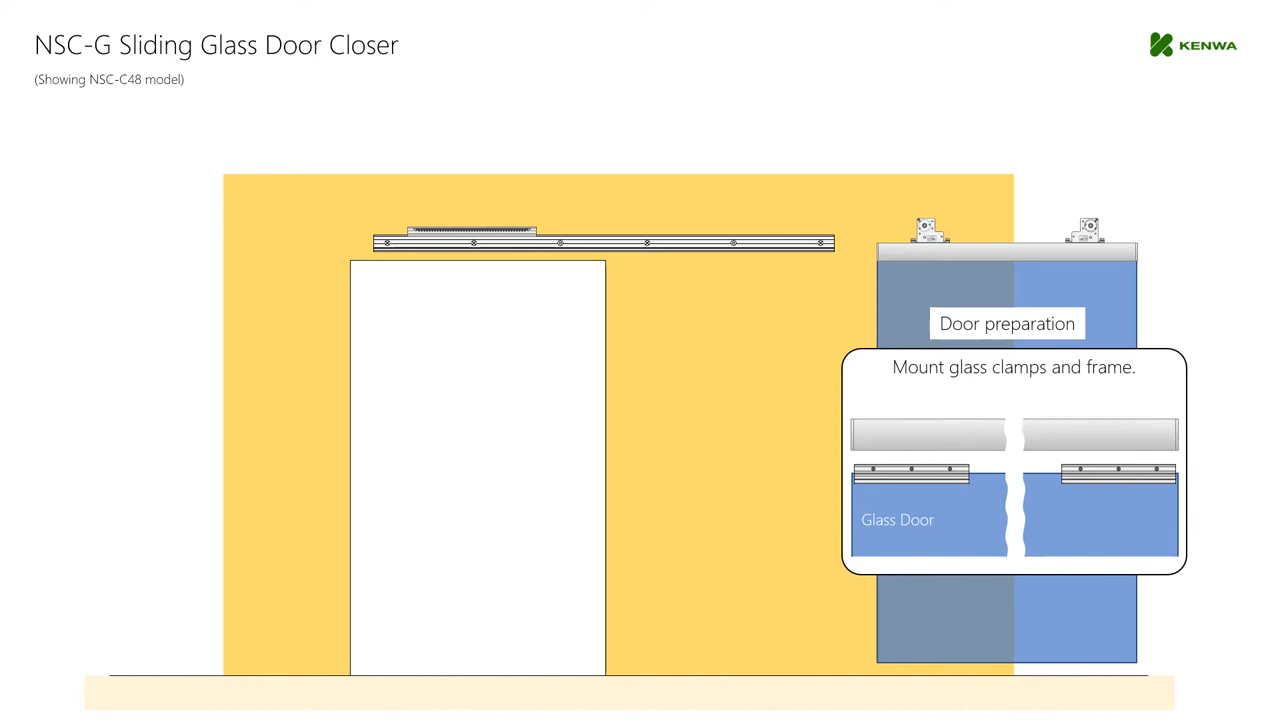 NSC-G Sliding Glass Door Closer
(Showing NSC-C48 model)
KENWA
Door preparation
Mount glass clamps and frame.
Glass Door